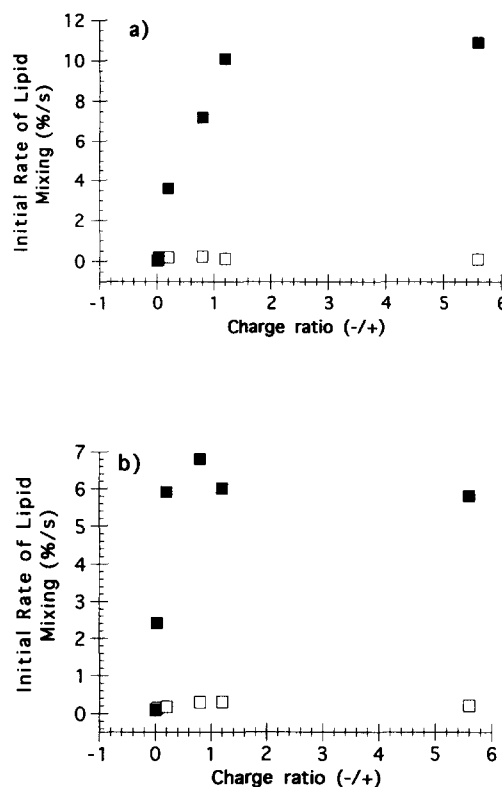 a)
Initial Rate of Lipid
Mixing (%/s)
12
10
8
6
4
2
0
-1 0 1 2 3 4 5 6
Charge ratio (-/+)
b)
Initial Rate of Lipid
Mixing (%/s)
7
6
5
4
3
2
1
0
-1 0 1 2 3 4 5 6
Charge ratio (-/+)